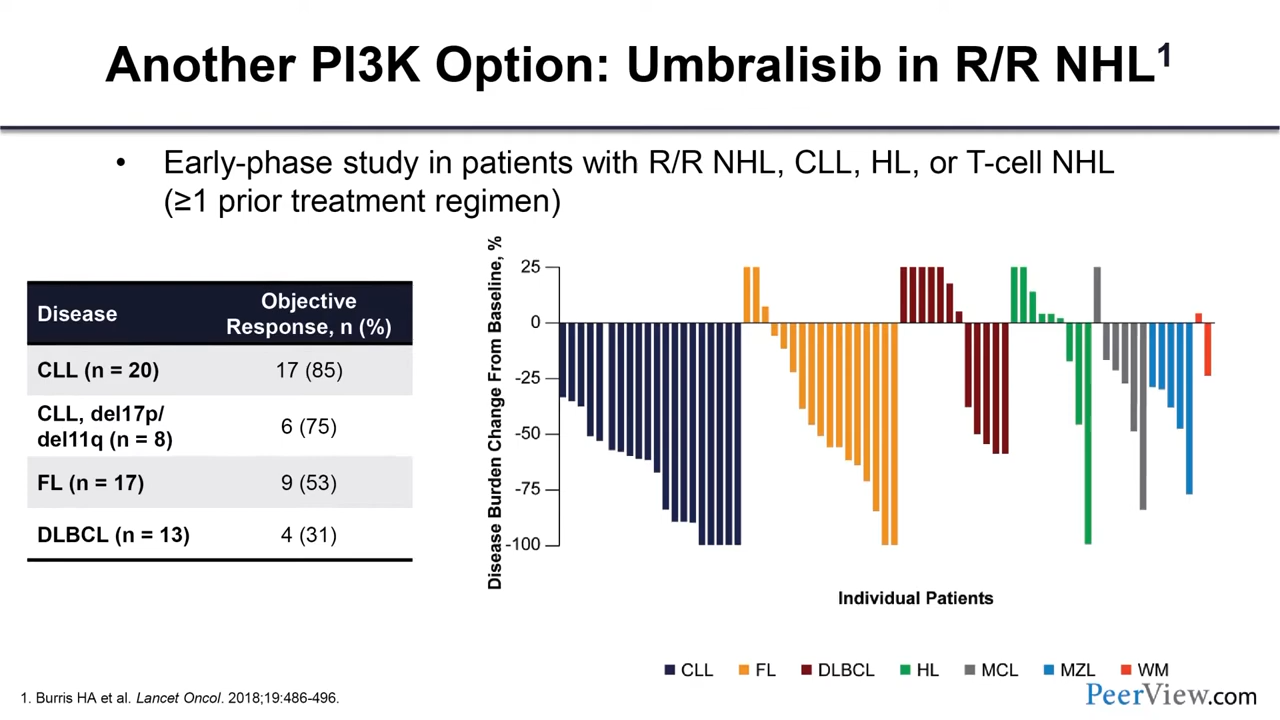 Another PI3K Option: Umbralisib in R/R NHL1
• Early-phase study in patients with R/R NHL, CLL, HL, or T-cell NHL
(≥1 prior treatment regimen)
Disease
Objective
Response, n (%)
CLL (n = 20) 17 (85)
CLL, del17p/
del11q (n = 8) 6 (75)
FL (n = 17) 9 (53)
DLBCL (n = 13) 4 (31)
Disease Burden Change From Baseline, %
25
0
-25
-50
-75
-100
Individual Patients
CLL FL DLBCL HL MCL MZL WM
1. Burris HA et al. Lancet Oncol. 2018;19:486-496.
PeerView.com